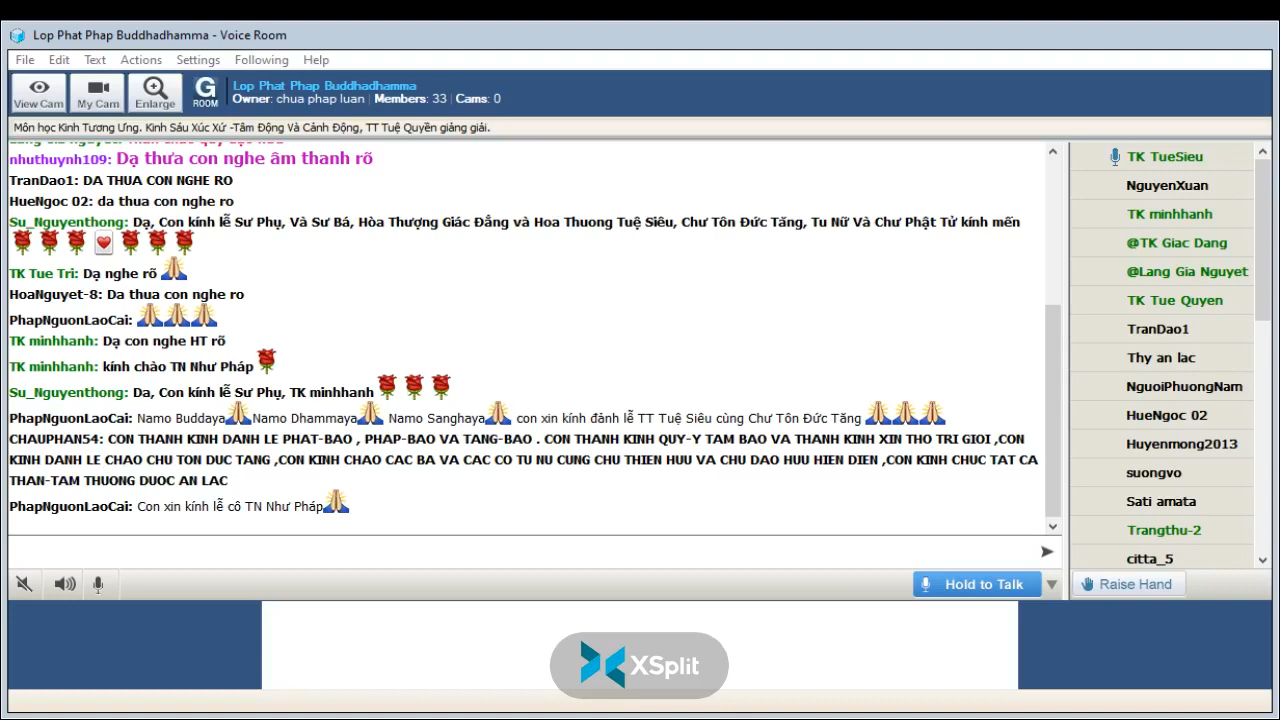 Lop Phat Phap Buddhadhamma - Voice Room
File Edit Text Actions Settings Following Help
View Cam My Cam Enlarge G ROOM
Lop Phat Phap Buddhadhamma
Owner: chua phap luan | Members: 33 | Cams: 0
Môn học Kinh Tương Ưng. Kinh Sáu Xúc Xứ -Tâm Động Và Cảnh Động, TT Tuệ Quyền giảng giải.
nhuthuynh109: Dạ thưa con nghe âm thanh rõ
TranDao1: DA THUA CON NGHE RO
HueNgoc 02: da thua con nghe ro
Su_Nguyenthong: Dạ, Con kính lễ Sư Phụ, Và Sư Bá, Hòa Thượng Giác Đẳng và Hoa Thuong Tuệ Siêu, Chư Tôn Đức Tăng, Tu Nữ Và Chư Phật Tử kính mến
TK Tue Tri: Dạ nghe rõ
HoaNguyet-8: Da thua con nghe ro
PhapNguonLaoCai:
TK minhhanh: Dạ con nghe HT rõ
TK minhhanh: kính chào TN Như Pháp
Su_Nguyenthong: Da, Con kính lễ Sư Phụ, TK minhhanh
PhapNguonLaoCai: Namo Buddaya Namo Dhammaya Namo Sanghaya con xin kính đảnh lễ TT Tuệ Siêu cùng Chư Tôn Đức Tăng
CHAUPHAN54: CON THANH KINH DANH LE PHAT-BAO , PHAP-BAO VA TANG-BAO . CON THANH KINH QUY-Y TAM BAO VA THANH KINH XIN THO TRI GIOI ,CON
KINH DANH LE CHAO CHU TON DUC TANG ,CON KINH CHAO CAC BA VA CAC CO TU NU CUNG CHU THIEN HUU VA CHU DAO HUU HIEN DIEN ,CON KINH CHUC TAT CA
THAN-TAM THUONG DUOC AN LAC
PhapNguonLaoCai: Con xin kính lễ cô TN Như Pháp
TK TueSieu
NguyenXuan
TK minhhanh
@TK Giac Dang
@Lang Gia Nguyet
TK Tue Quyen
TranDao1
Thy an lac
NguoiPhuongNam
HueNgoc 02
Huyenmong2013
suongvo
Sati amata
Trangthu-2
citta_5
Hold to Talk
Raise Hand
XSplit